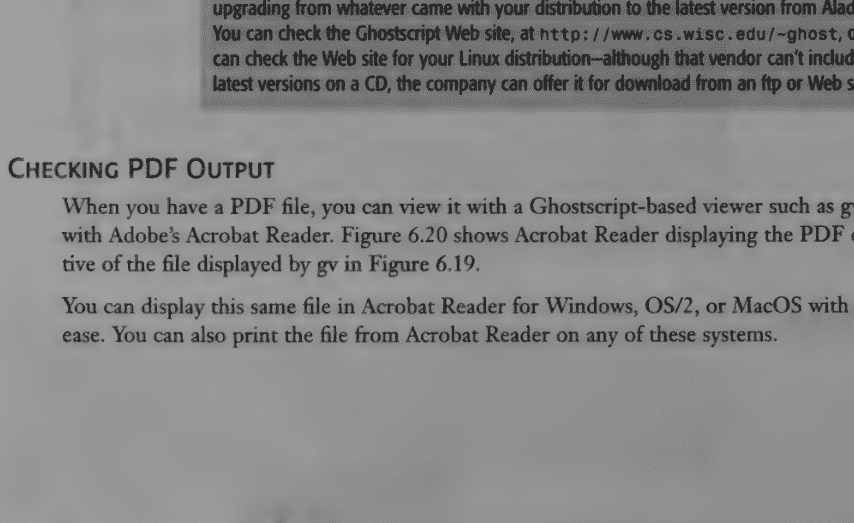 upgrading from whatever came with your distribution to the latest version from Alad
You can check the Ghostscript Web site, at http://www.cs.wisc.edu/~ghost,
can check the Web site for your Linux distribution—although that vendor can't includ
latest versions on a CD, the company can offer it for download from an ftp or Web s
CHECKING PDF OUTPUT
When you have a PDF file, you can view it with a Ghostscript-based viewer such as g
with Adobe's Acrobat Reader. Figure 6.20 shows Acrobat Reader displaying the PDF
tive of the file displayed by gv in Figure 6.19.
You can display this same file in Acrobat Reader for Windows, OS/2, or MacOS with
ease. You can also print the file from Acrobat Reader on any of these systems.